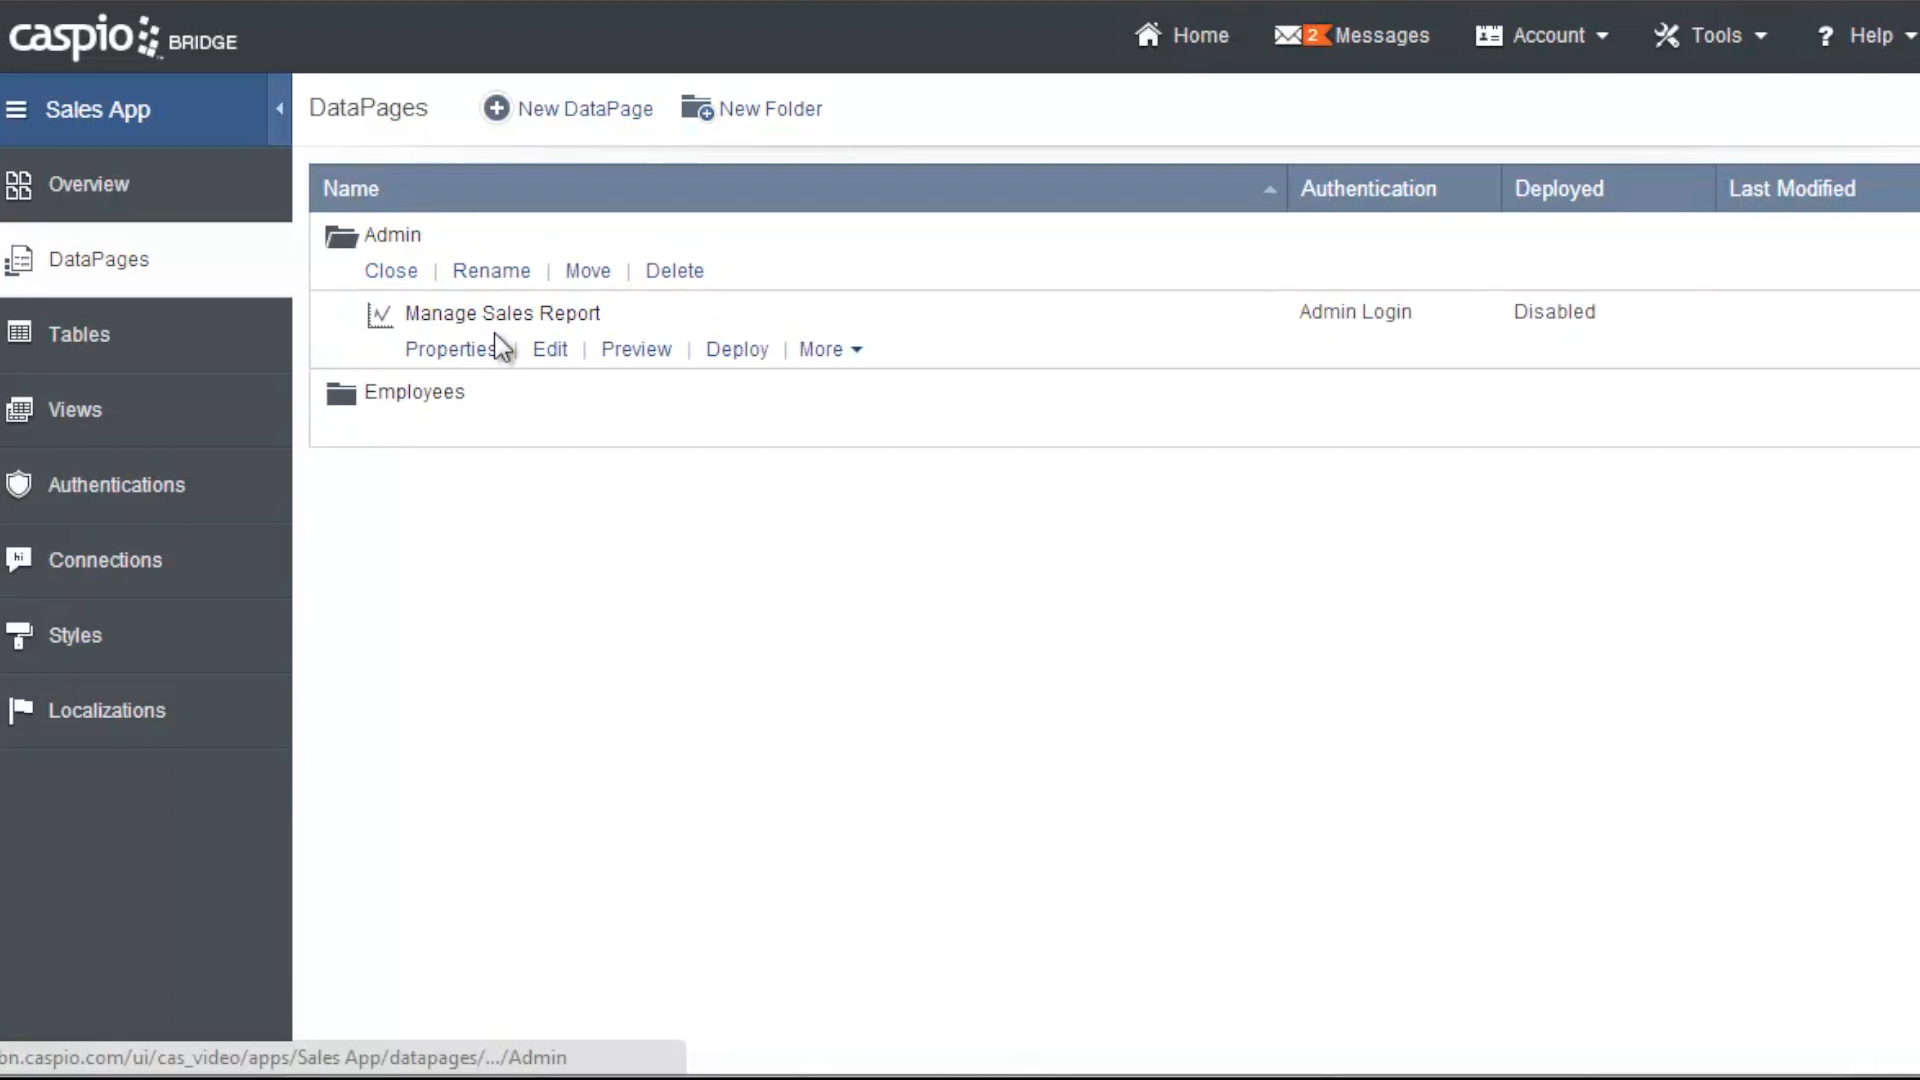 caspio BRIDGE
Home
2 Messages
Account
Tools
? Help
Sales App
DataPages
New DataPage
New Folder
Overview
DataPages
Tables
Views
Authentications
hi Connections
Styles
Localizations
Name
Authentication
Deployed
Last Modified
Admin
Close | Rename | Move | Delete
Manage Sales Report
Admin Login
Disabled
Properties | Edit | Preview | Deploy | More
Employees
bn.caspio.com/ui/cas_video/apps/Sales App/datapages/.../Admin